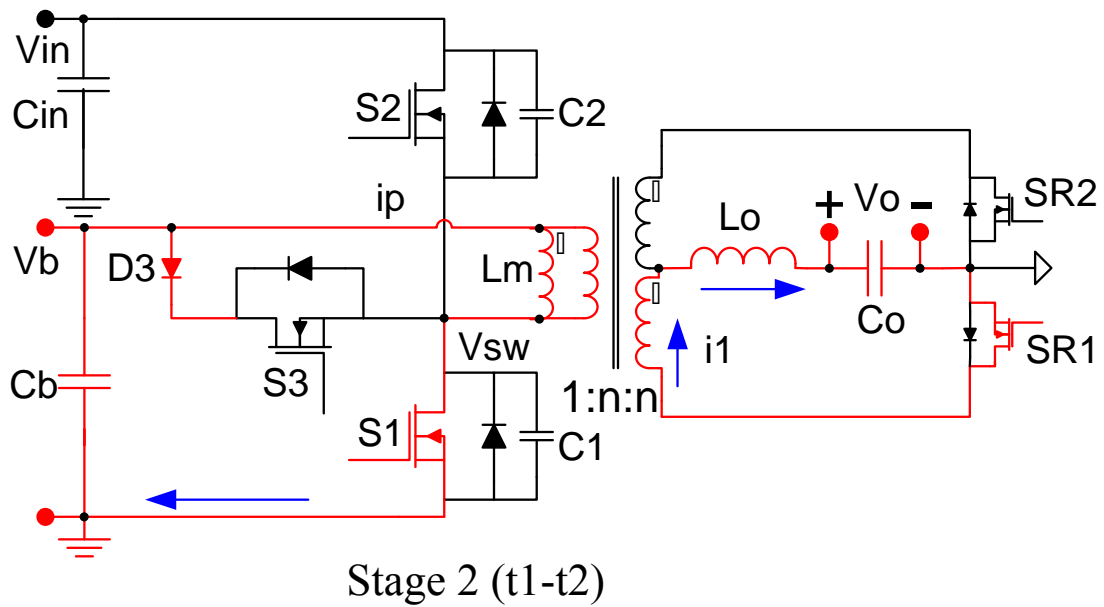 Vin
Cin
S2
C2
ip
Vb
D3
Lm
S3
Vsw
Cb
S1
C1
1:n:n
Lo
+
Vo
-
Co
i1
SR2
SR1
Stage 2 (t1-t2)